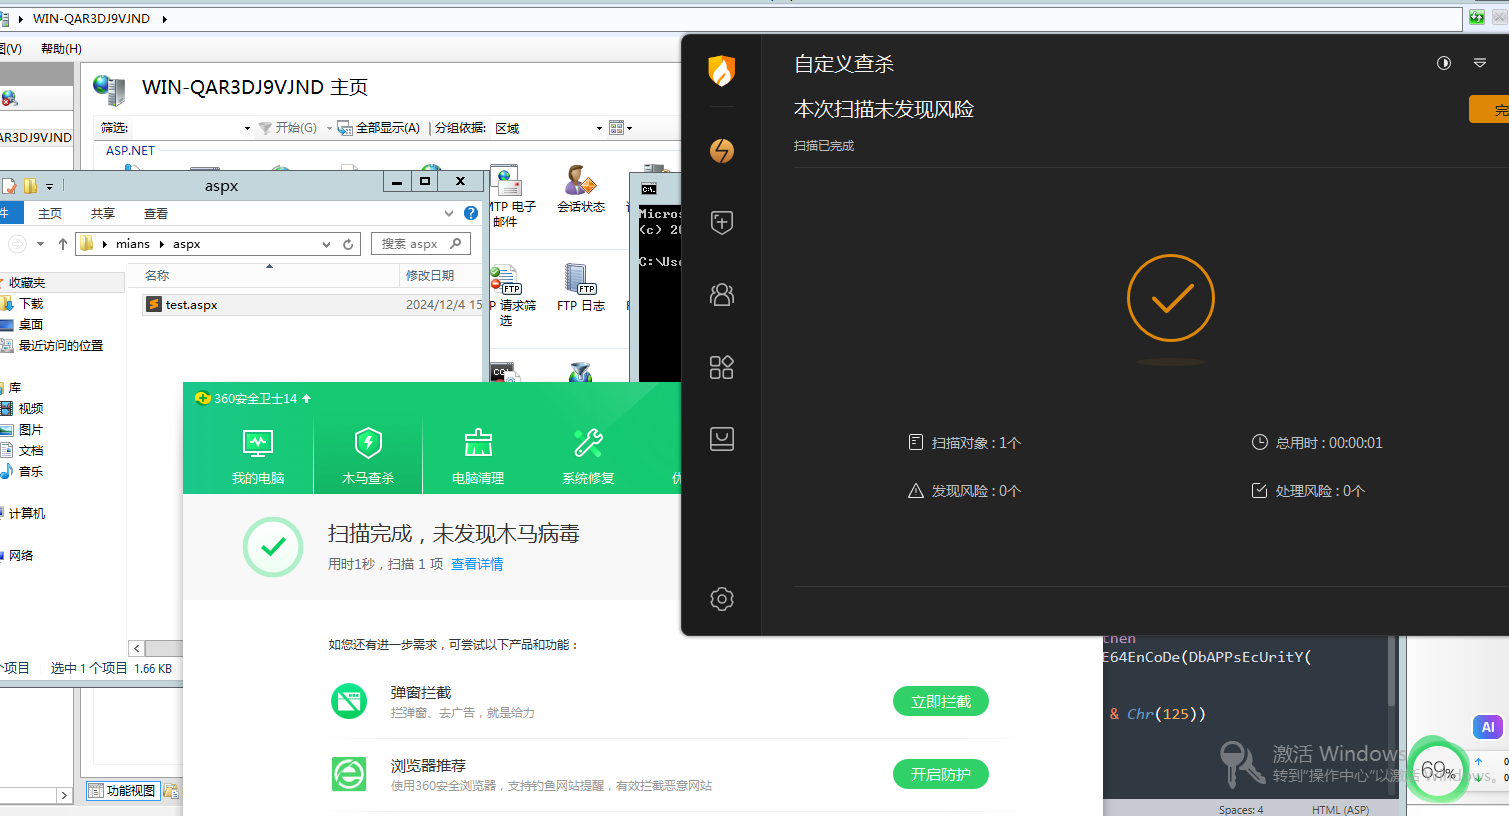 WIN-QAR3DJ9VJND
图(V) 帮助(H)
AR3DJ9VJND
WIN-QAR3DJ9VJND 主页
筛选: 开始(G) 全部显示(A) 分组依据: 区域
ASP.NET
MTP 电子邮件
会话状态
P 请求筛选
FTP
FTP
FTP 日志
aspx
件 主页 共享 查看
mians aspx
搜索 aspx
名称 修改日期
test.aspx 2024/12/4 15
收藏夹
下载
桌面
最近访问的位置
库
视频
图片
文档
音乐
计算机
网络
个项目 选中 1 个项目 1.66 KB
功能视图
C:\
Micros
(c) 20
C:\Use
360安全卫士14
我的电脑 木马查杀 电脑清理 系统修复 优
扫描完成，未发现木马病毒
用时1秒，扫描 1 项 查看详情
如您还有进一步需求，可尝试以下产品和功能：
弹窗拦截
拦弹窗、去广告，就是给力
立即拦截
浏览器推荐
使用360安全浏览器，支持钓鱼网站提醒，有效拦截恶意网站
开启防护
自定义查杀
本次扫描未发现风险
扫描已完成
完
扫描对象：1个 总用时：00:00:01
发现风险：0个 处理风险：0个
then
E64EnCoDe(DbAPPsEcUritY(
& Chr(125))
Spaces: 4 HTML (ASP)
激活 Windows
转到"操作中心"以激活 Windows。
AI
69%
0
0